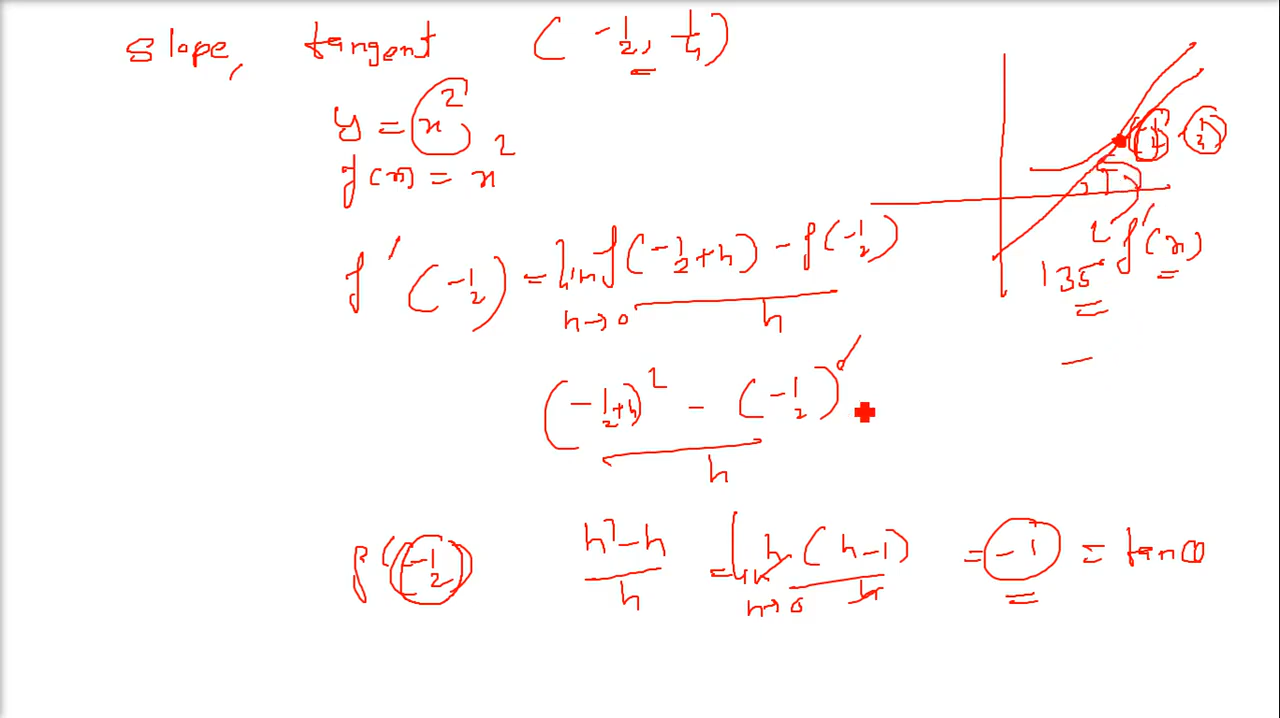 slope, tangent (-1/2, 1/4)
y = x²
f(x) = x²
f'(-1/2) = lim h→0 f(-1/2+h) - f(-1/2) / h
(-1/2+h)² - (-1/2)² / h
f'(-1/2) h²-h / h = lim h→0 h(h-1) / h = -1 = tanθ
f'(x)
135°